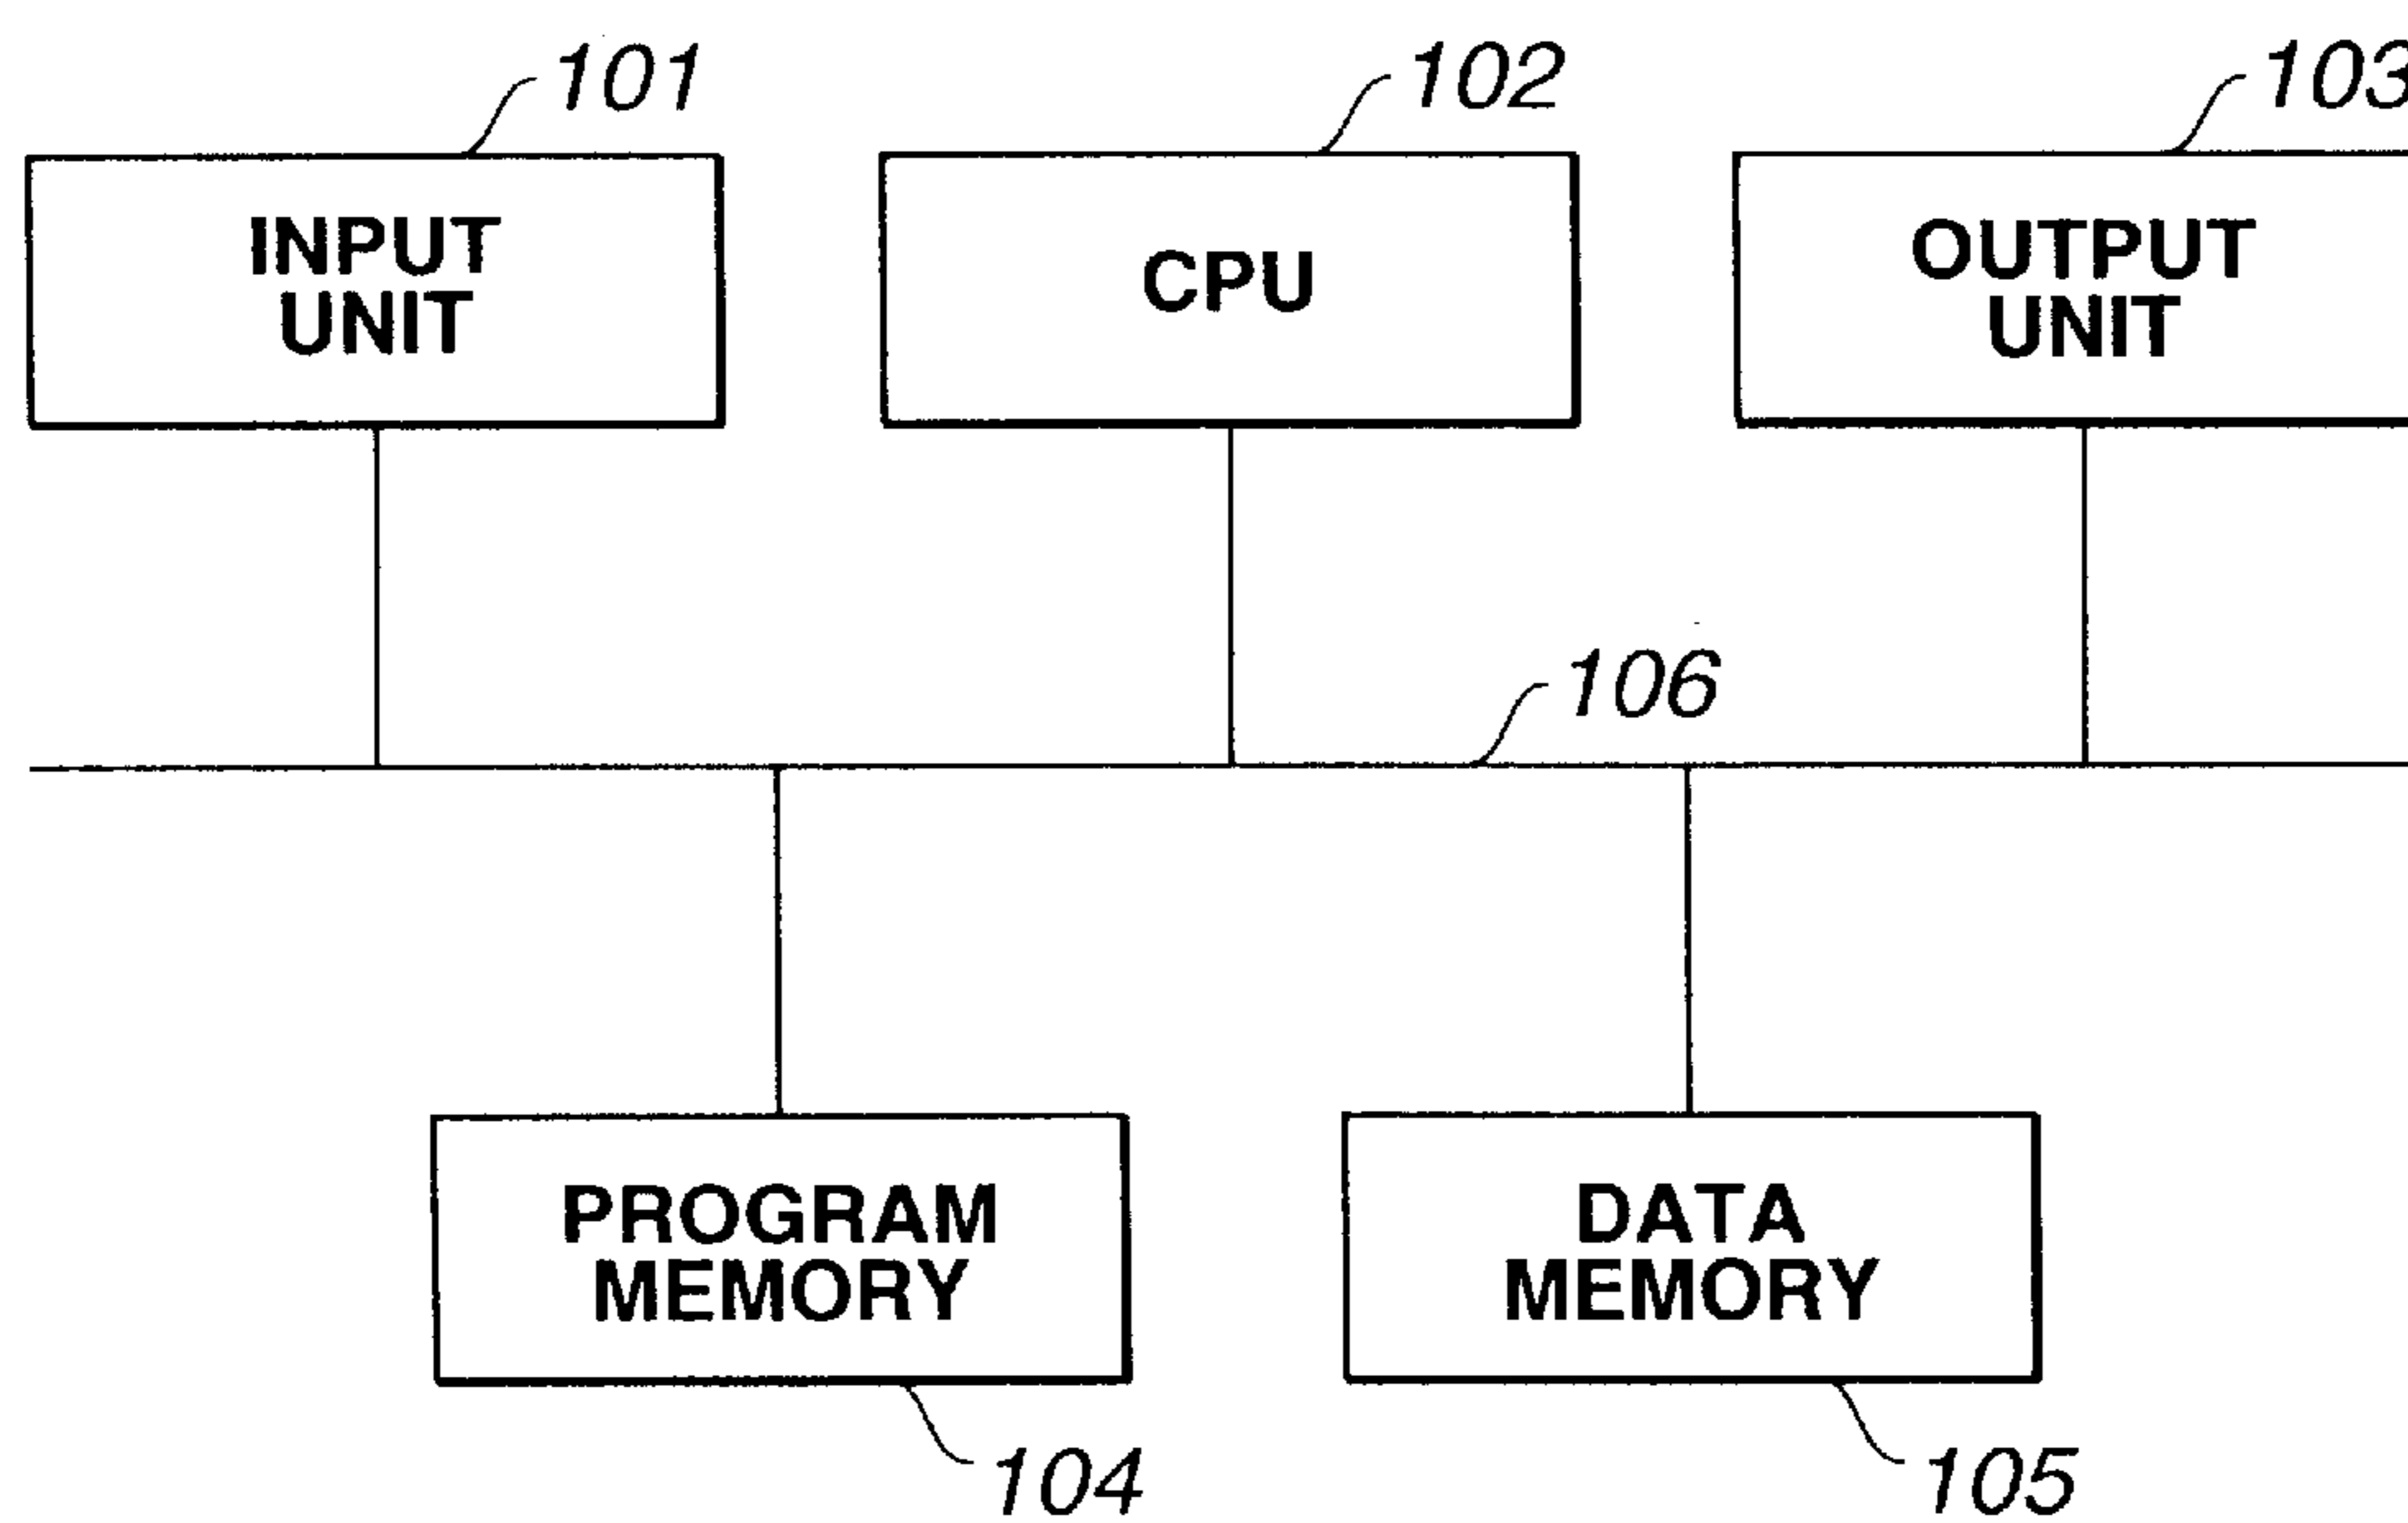 101
102
103
INPUT
UNIT
CPU
OUTPUT
UNIT
106
PROGRAM
MEMORY
DATA
MEMORY
104
105